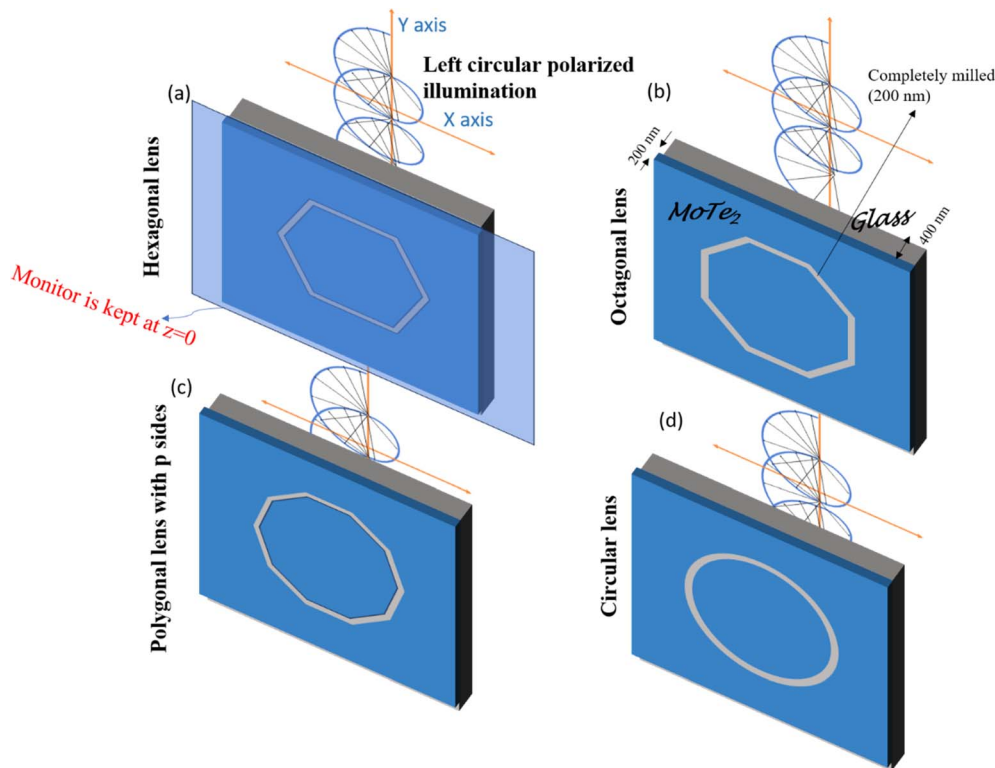 (a)
Y axis
Left circular polarized
illumination
X axis
Hexagonal lens
Monitor is kept at z=0
(b)
Completely milled
(200 nm)
200 nm
MoTe2
Glass
400 nm
Octagonal lens
(c)
Polygonal lens with p sides
(d)
Circular lens